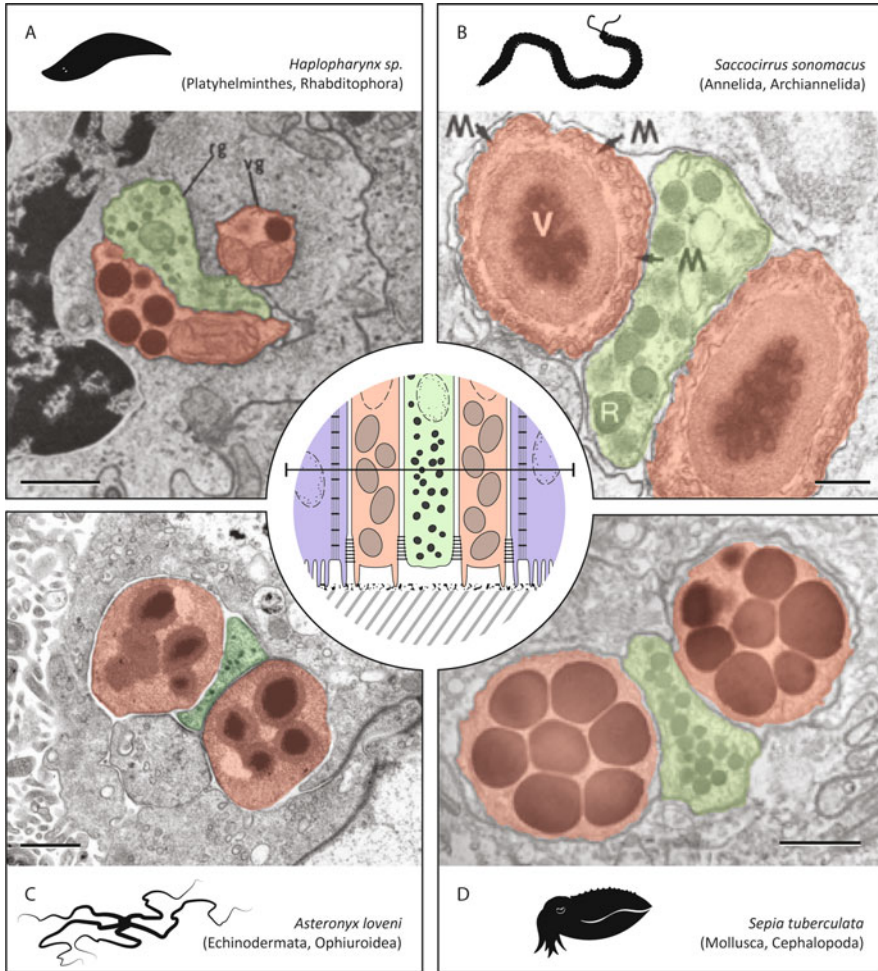 A
Haplopharynx sp.
(Platyhelminthes, Rhabditophora)
rg
vg
B
Saccocirrus sonomacus
(Annelida, Archiannelida)
M
M
V
M
R
C
Asteronyx loveni
(Echinodermata, Ophiuroidea)
D
Sepia tuberculata
(Mollusca, Cephalopoda)